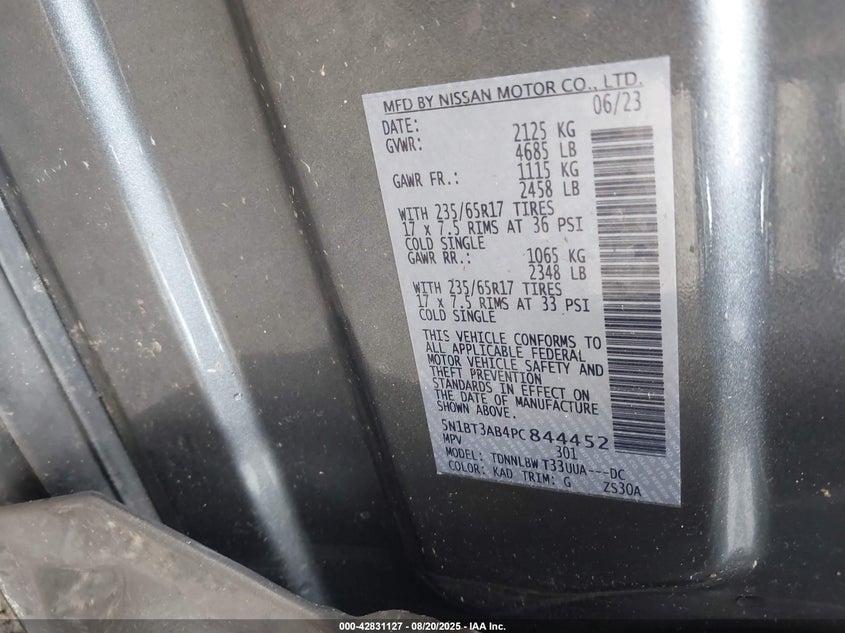 MFD BY NISSAN MOTOR CO., LTD.
DATE: 06/23
GVWR: 2125 KG
4685 LB
GAWR FR.: 1115 KG
2458 LB
WITH 235/65R17 TIRES
17 x 7.5 RIMS AT 36 PSI
COLD SINGLE
GAWR RR.: 1065 KG
2348 LB
WITH 235/65R17 TIRES
17 x 7.5 RIMS AT 33 PSI
COLD SINGLE
THIS VEHICLE CONFORMS TO
ALL APPLICABLE FEDERAL
MOTOR VEHICLE SAFETY AND
THEFT PREVENTION
STANDARDS IN EFFECT ON
THE DATE OF MANUFACTURE
SHOWN ABOVE.
5N1BT3AB4PC844452
MPV 301
MODEL: TDNNLBW T33UUA---DC
COLOR: KAD TRIM: G ZS30A
000-42831127 - 08/20/2025 - IAA Inc.